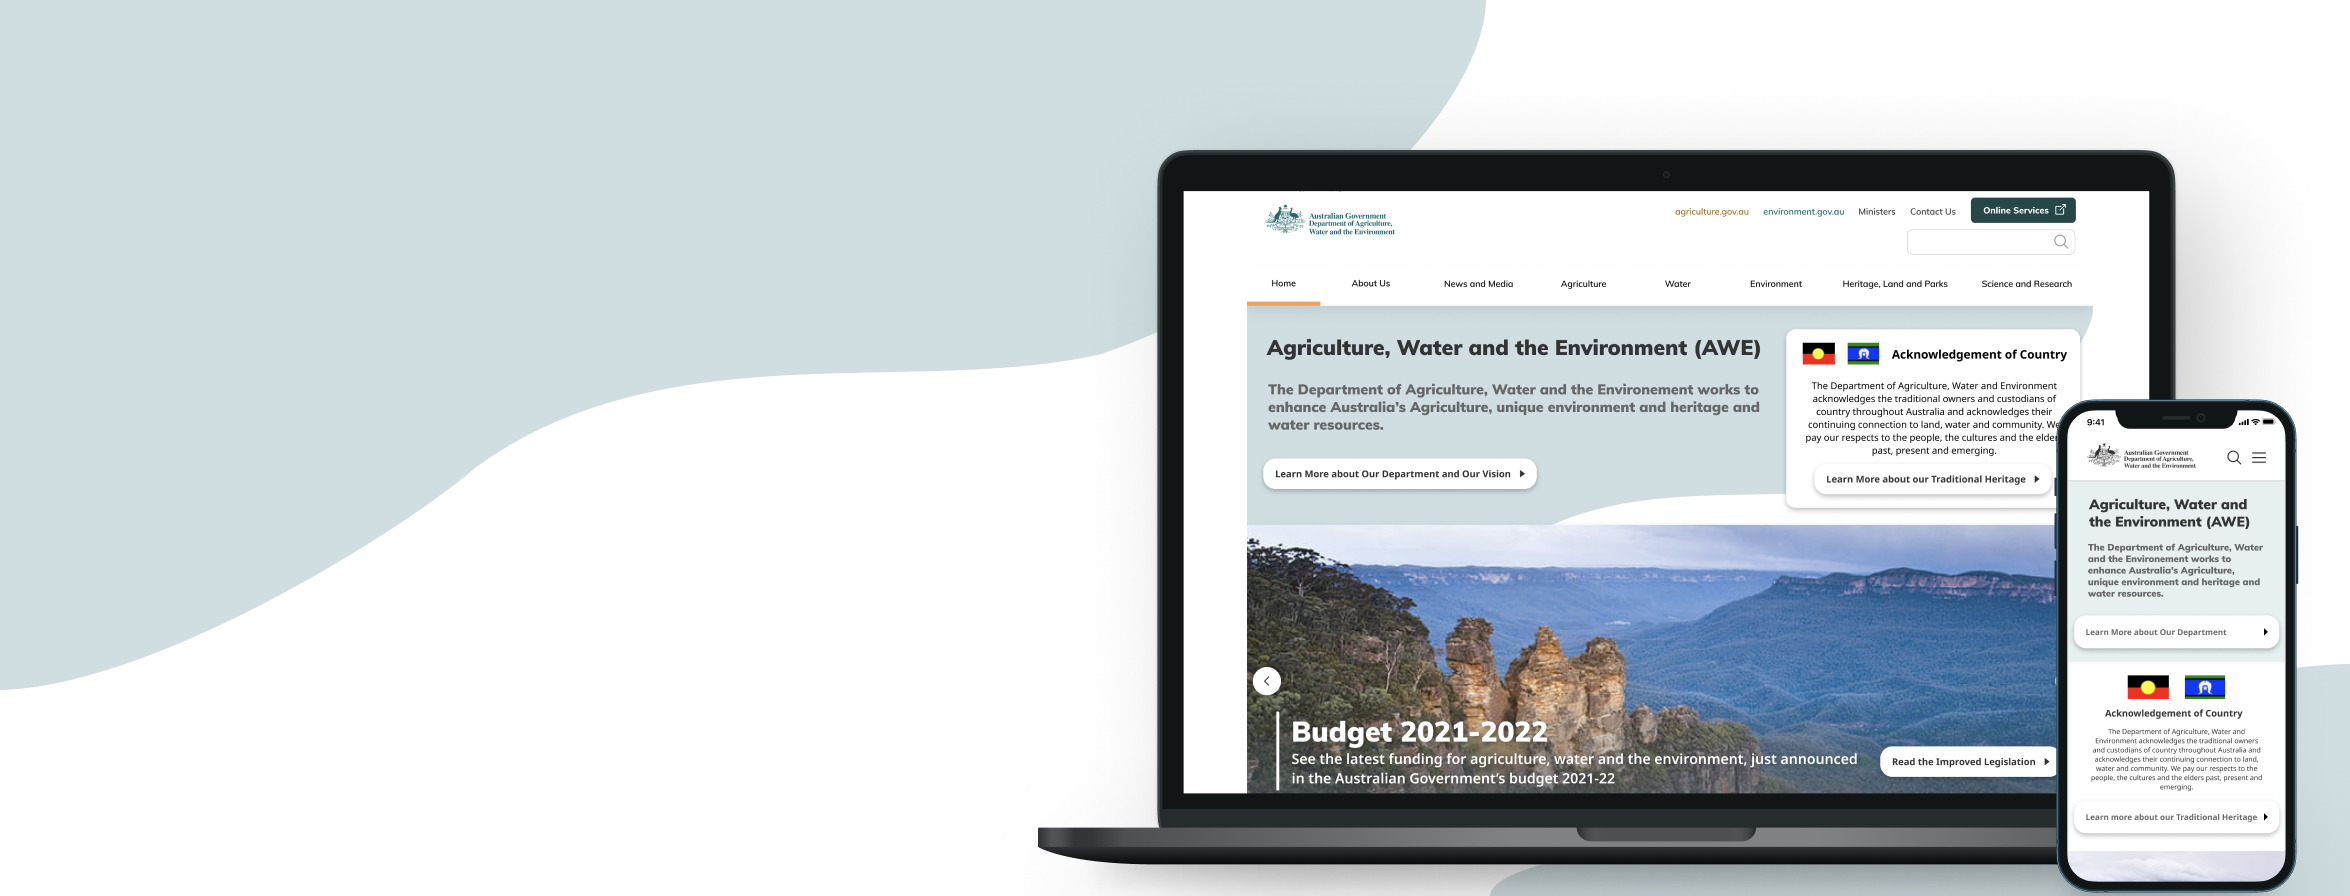 Australian Government
Department of Agriculture,
Water and the Environment
agriculture.gov.au
environment.gov.au
Ministers
Contact Us
Online Services
Home
About Us
News and Media
Agriculture
Water
Environment
Heritage, Land and Parks
Science and Research
Agriculture, Water and the Environment (AWE)
The Department of Agriculture, Water and the Environement works to
enhance Australia's Agriculture, unique environment and heritage and
water resources.
Learn More about Our Department and Our Vision
Acknowledgement of Country
The Department of Agriculture, Water and Environment
acknowledges the traditional owners and custodians of
country throughout Australia and acknowledges their
continuing connection to land, water and community. We
pay our respects to the people, the cultures and the elder
past, present and emerging.
Learn More about our Traditional Heritage
Budget 2021-2022
See the latest funding for agriculture, water and the environment, just announced
in the Australian Government's budget 2021-22
Read the Improved Legislation
9:41
Australian Government
Department of Agriculture,
Water and the Environment
Agriculture, Water and
the Environment (AWE)
The Department of Agriculture, Water
and the Environement works to
enhance Australia's Agriculture,
unique environment and heritage and
water resources.
Learn More about Our Department
Acknowledgement of Country
The Department of Agriculture, Water and
Environment acknowledges the traditional owners
and custodians of country throughout Australia and
acknowledges their continuing connection to land,
water and community. We pay our respects to the
people, the cultures and the elders past, present and
emerging.
Learn more about our Traditional Heritage